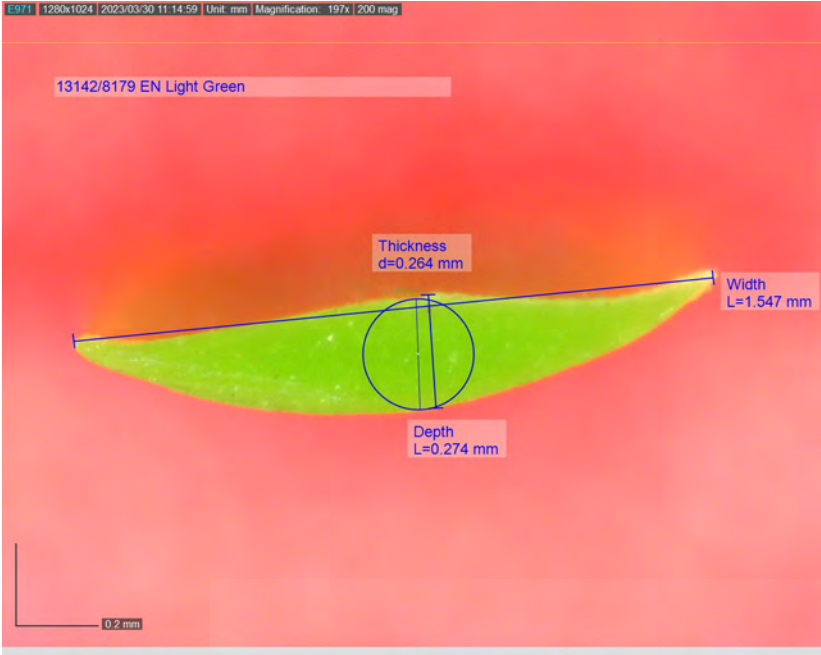 E971 1280x1024 2023/03/30 11:14:59 Unit: mm Magnification: 197x 200 mag
13142/8179 EN Light Green
Thickness
d=0.264 mm
Width
L=1.547 mm
Depth
L=0.274 mm
0.2 mm